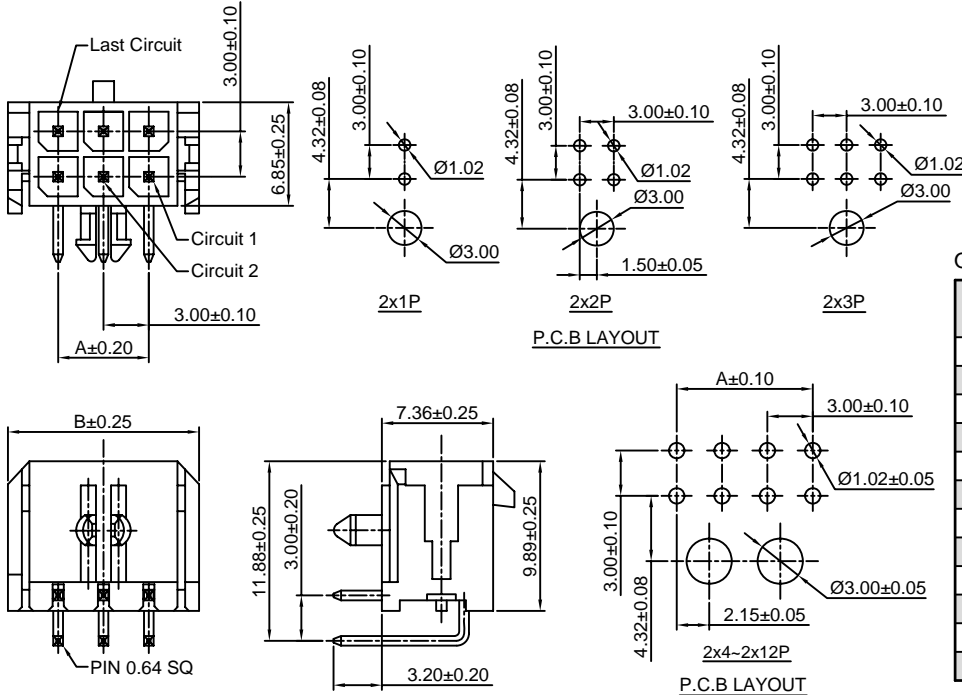 Last Circuit
3.00±0.10
6.85±0.25
Circuit 1
Circuit 2
3.00±0.10
A±0.20
4.32±0.08
3.00±0.10
Ø1.02
Ø3.00
2x1P
4.32±0.08
3.00±0.10
3.00±0.10
Ø1.02
Ø3.00
1.50±0.05
2x2P
P.C.B LAYOUT
4.32±0.08
3.00±0.10
3.00±0.10
Ø1.02
Ø3.00
2x3P
B±0.25
PIN 0.64 SQ
7.36±0.25
11.88±0.25
3.00±0.20
9.89±0.25
3.20±0.20
A±0.10
3.00±0.10
Ø1.02±0.05
3.00±0.10
4.32±0.08
Ø3.00±0.05
2.15±0.05
2x4~2x12P
P.C.B LAYOUT